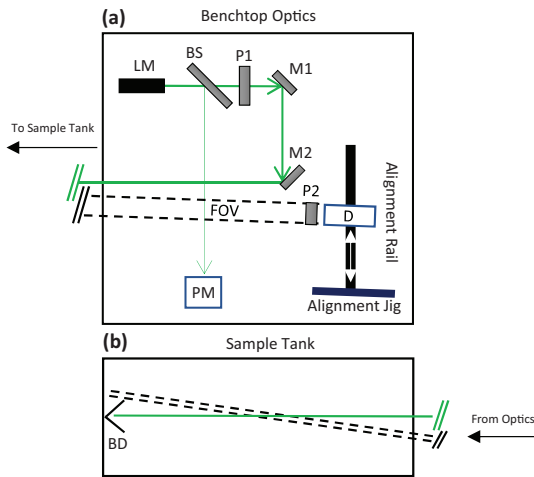 (a)
Benchtop Optics
BS
P1
LM
M1
To Sample Tank
M2
P2
FOV
D
Alignment Rail
PM
Alignment Jig
(b)
Sample Tank
From Optics
BD